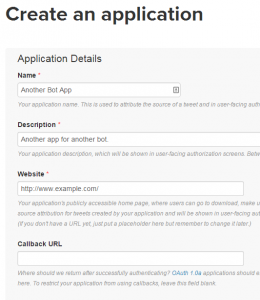 Create an application
Application Details
Name *
Another Bot App
Your application name. This is used to attribute the source of a tweet and in user-facing autho
Description *
Another app for another bot.
Your application description, which will be shown in user-facing authorization screens. Betwe
Website *
http://www.example.com/
Your application's publicly accessible home page, where users can go to download, make u
source attribution for tweets created by your application and will be shown in user-facing aut
(If you don't have a URL yet, just put a placeholder here but remember to change it later.)
Callback URL
Where should we return after successfully authenticating? OAuth 1.0a applications should e
here. To restrict your application from using callbacks, leave this field blank.